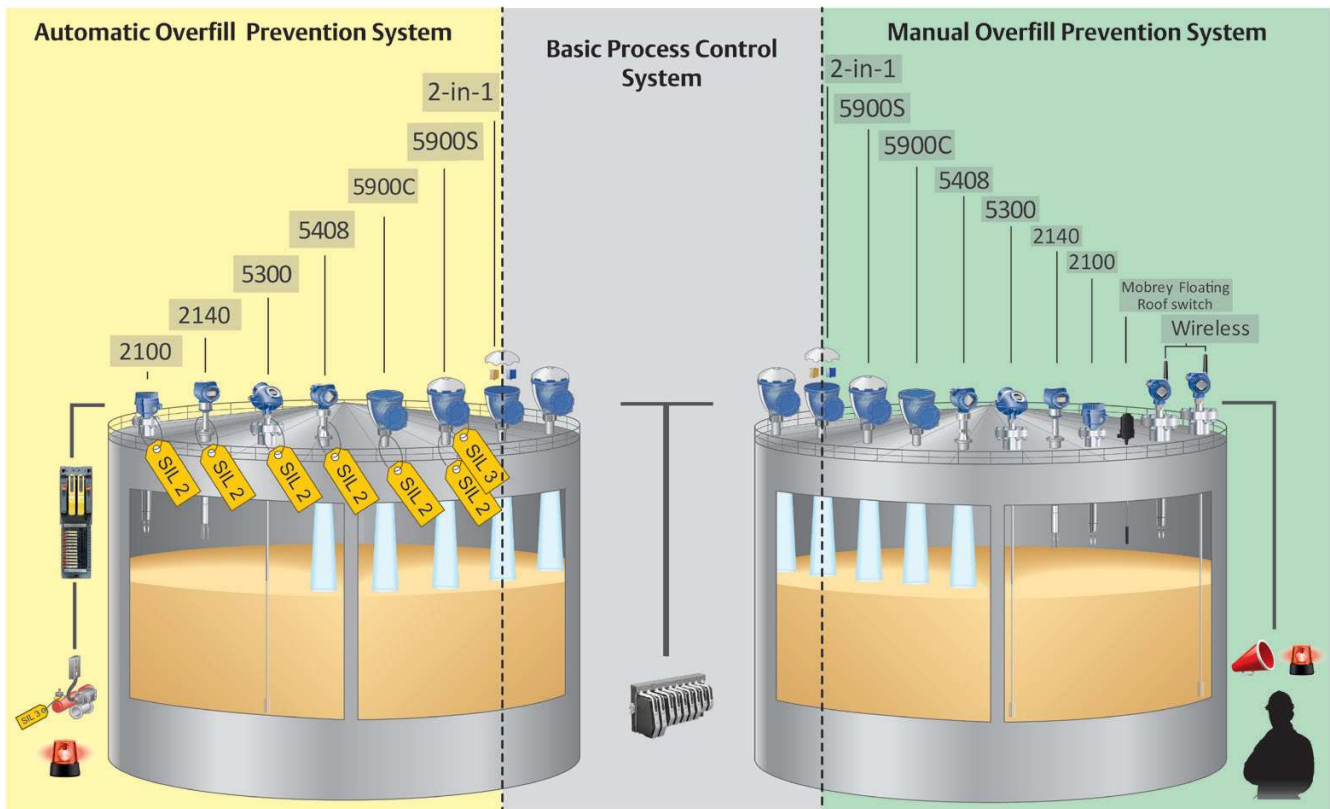 Automatic Overfill Prevention System
Basic Process Control
System
Manual Overfill Prevention System
2-in-1
5900S
5900C
5408
5300
2140
2100
2-in-1
5900S
5900C
5408
5300
2140
2100
Mobrey Floating
Roof switch
Wireless
SIL 2
SIL 2
SIL 2
SIL 2
SIL 2
SIL 3
SIL 2
SIL 3